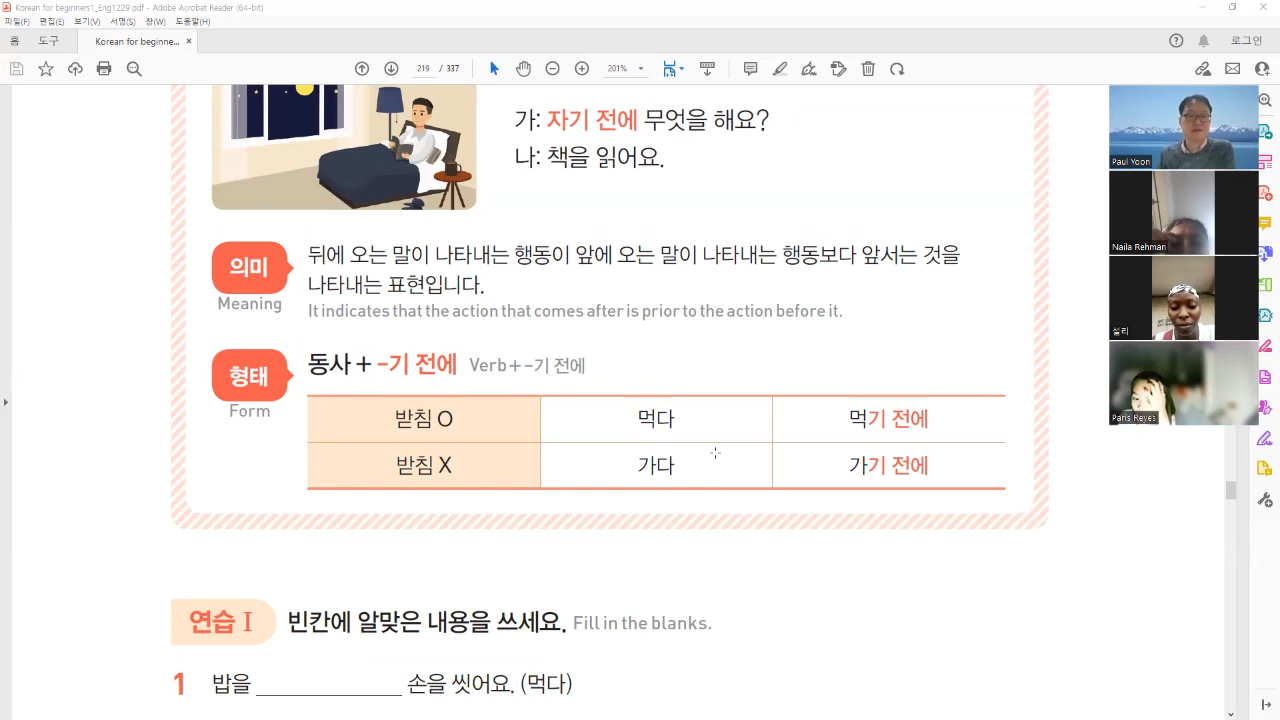 Korean for beginners1_Eng1229.pdf - Adobe Acrobat Reader (64-bit)
파일(F) 편집(E) 보기(V) 서명(S) 창(W) 도움말(H)
홈 도구 Korean for beginne... × 로그인
219 / 337 201%
가: 자기 전에 무엇을 해요?
나: 책을 읽어요.
의미
Meaning
뒤에 오는 말이 나타내는 행동이 앞에 오는 말이 나타내는 행동보다 앞서는 것을
나타내는 표현입니다.
It indicates that the action that comes after is prior to the action before it.
형태
Form
동사 + -기 전에 Verb + -기 전에
받침 O 먹다 먹기 전에
받침 X 가다 가기 전에
연습 I 빈칸에 알맞은 내용을 쓰세요. Fill in the blanks.
1 밥을 ____________ 손을 씻어요. (먹다)
Paul Yoon
Naila Rehman
설리
Paris Reyes